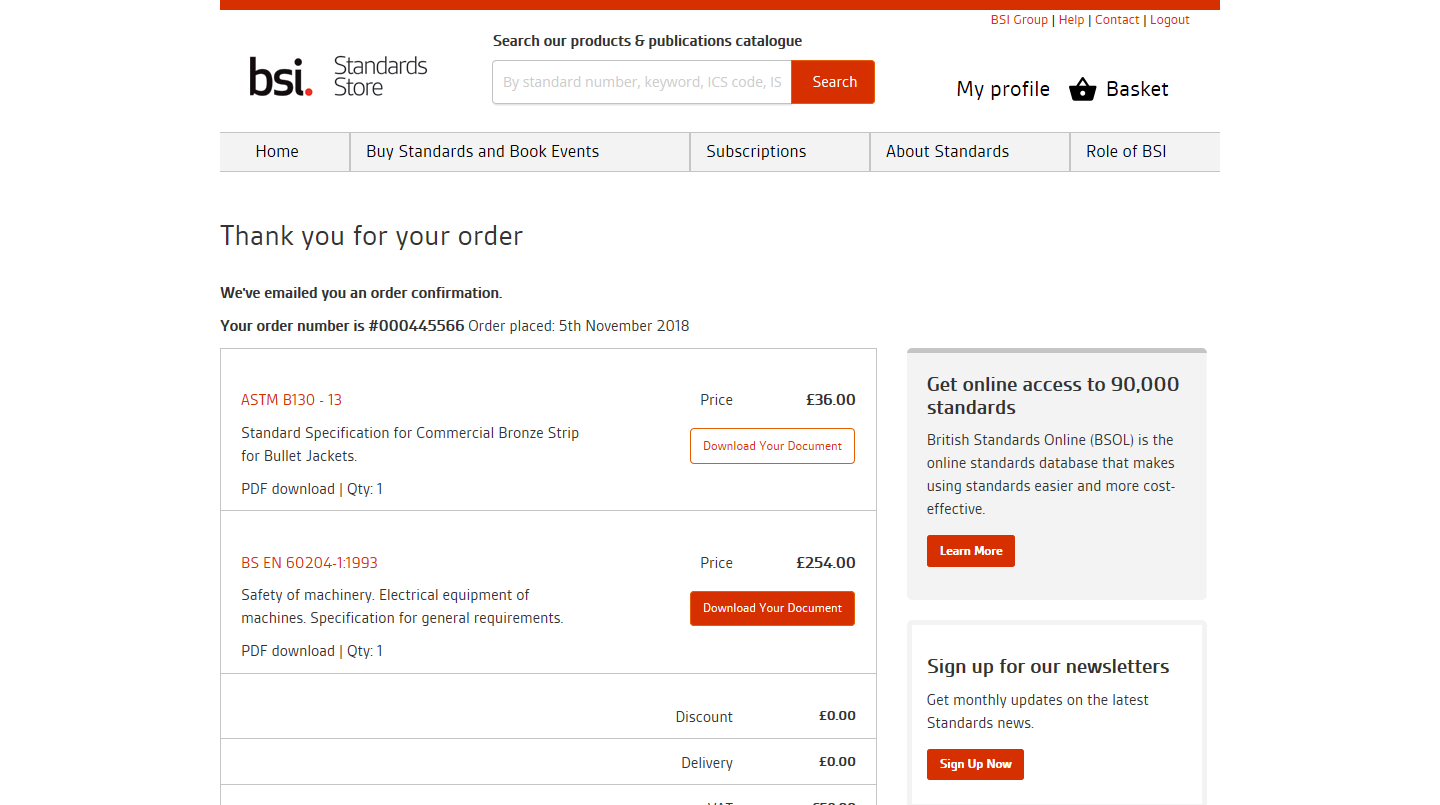 BSI Group | Help | Contact | Logout
Search our products & publications catalogue
bsi. Standards Store
By standard number, keyword, ICS code, IS
Search
My profile
Basket
Home
Buy Standards and Book Events
Subscriptions
About Standards
Role of BSI
Thank you for your order
We've emailed you an order confirmation.
Your order number is #000445566 Order placed: 5th November 2018
ASTM B130 - 13
Price £36.00
Standard Specification for Commercial Bronze Strip
for Bullet Jackets.
Download Your Document
PDF download | Qty: 1
BS EN 60204-1:1993
Price £254.00
Safety of machinery. Electrical equipment of
machines. Specification for general requirements.
Download Your Document
PDF download | Qty: 1
Discount £0.00
Delivery £0.00
Get online access to 90,000
standards
British Standards Online (BSOL) is the
online standards database that makes
using standards easier and more cost-
effective.
Learn More
Sign up for our newsletters
Get monthly updates on the latest
Standards news.
Sign Up Now